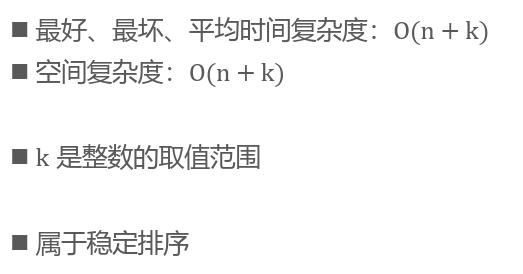 ■ 最好、最坏、平均时间复杂度：O(n + k)
■ 空间复杂度：O(n + k)
■ k 是整数的取值范围
■ 属于稳定排序